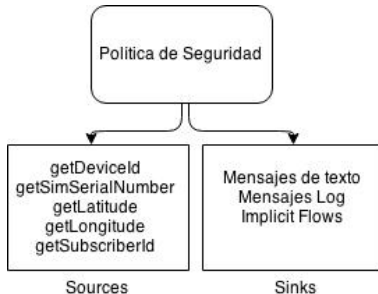 Politica de Seguridad
getDeviceId
getSimSerialNumber
getLatitude
getLongitude
getSubscriberId
Sources
Mensajes de texto
Mensajes Log
Implicit Flows
Sinks